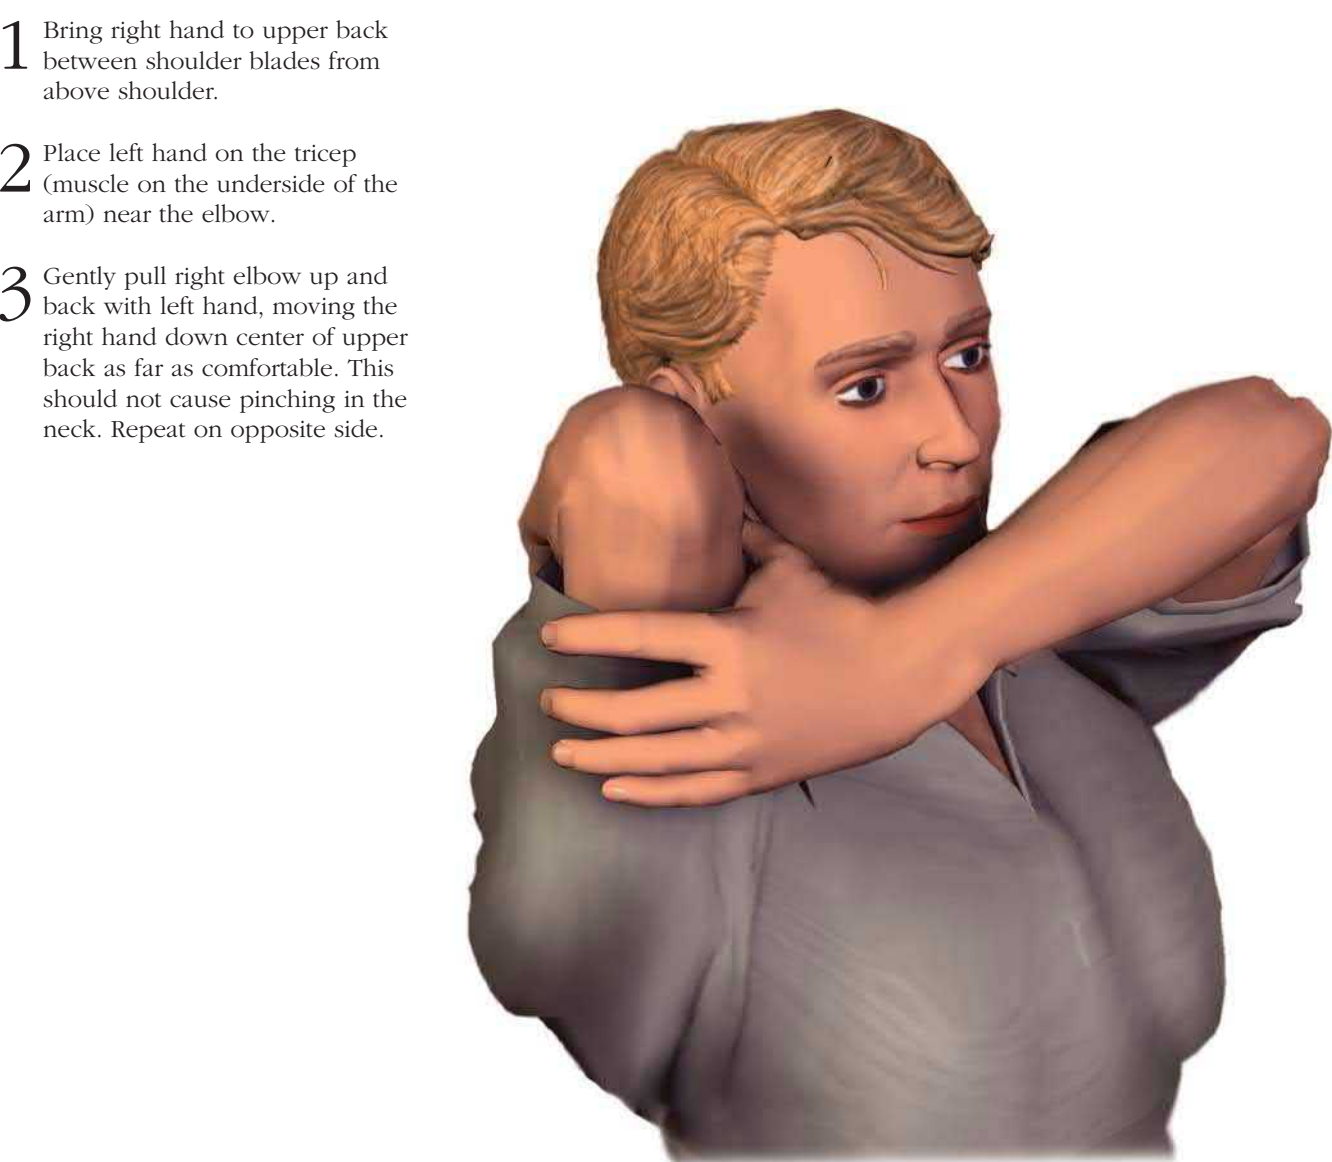 1 Bring right hand to upper back
between shoulder blades from
above shoulder.
2 Place left hand on the tricep
(muscle on the underside of the
arm) near the elbow.
3 Gently pull right elbow up and
back with left hand, moving the
right hand down center of upper
back as far as comfortable. This
should not cause pinching in the
neck. Repeat on opposite side.